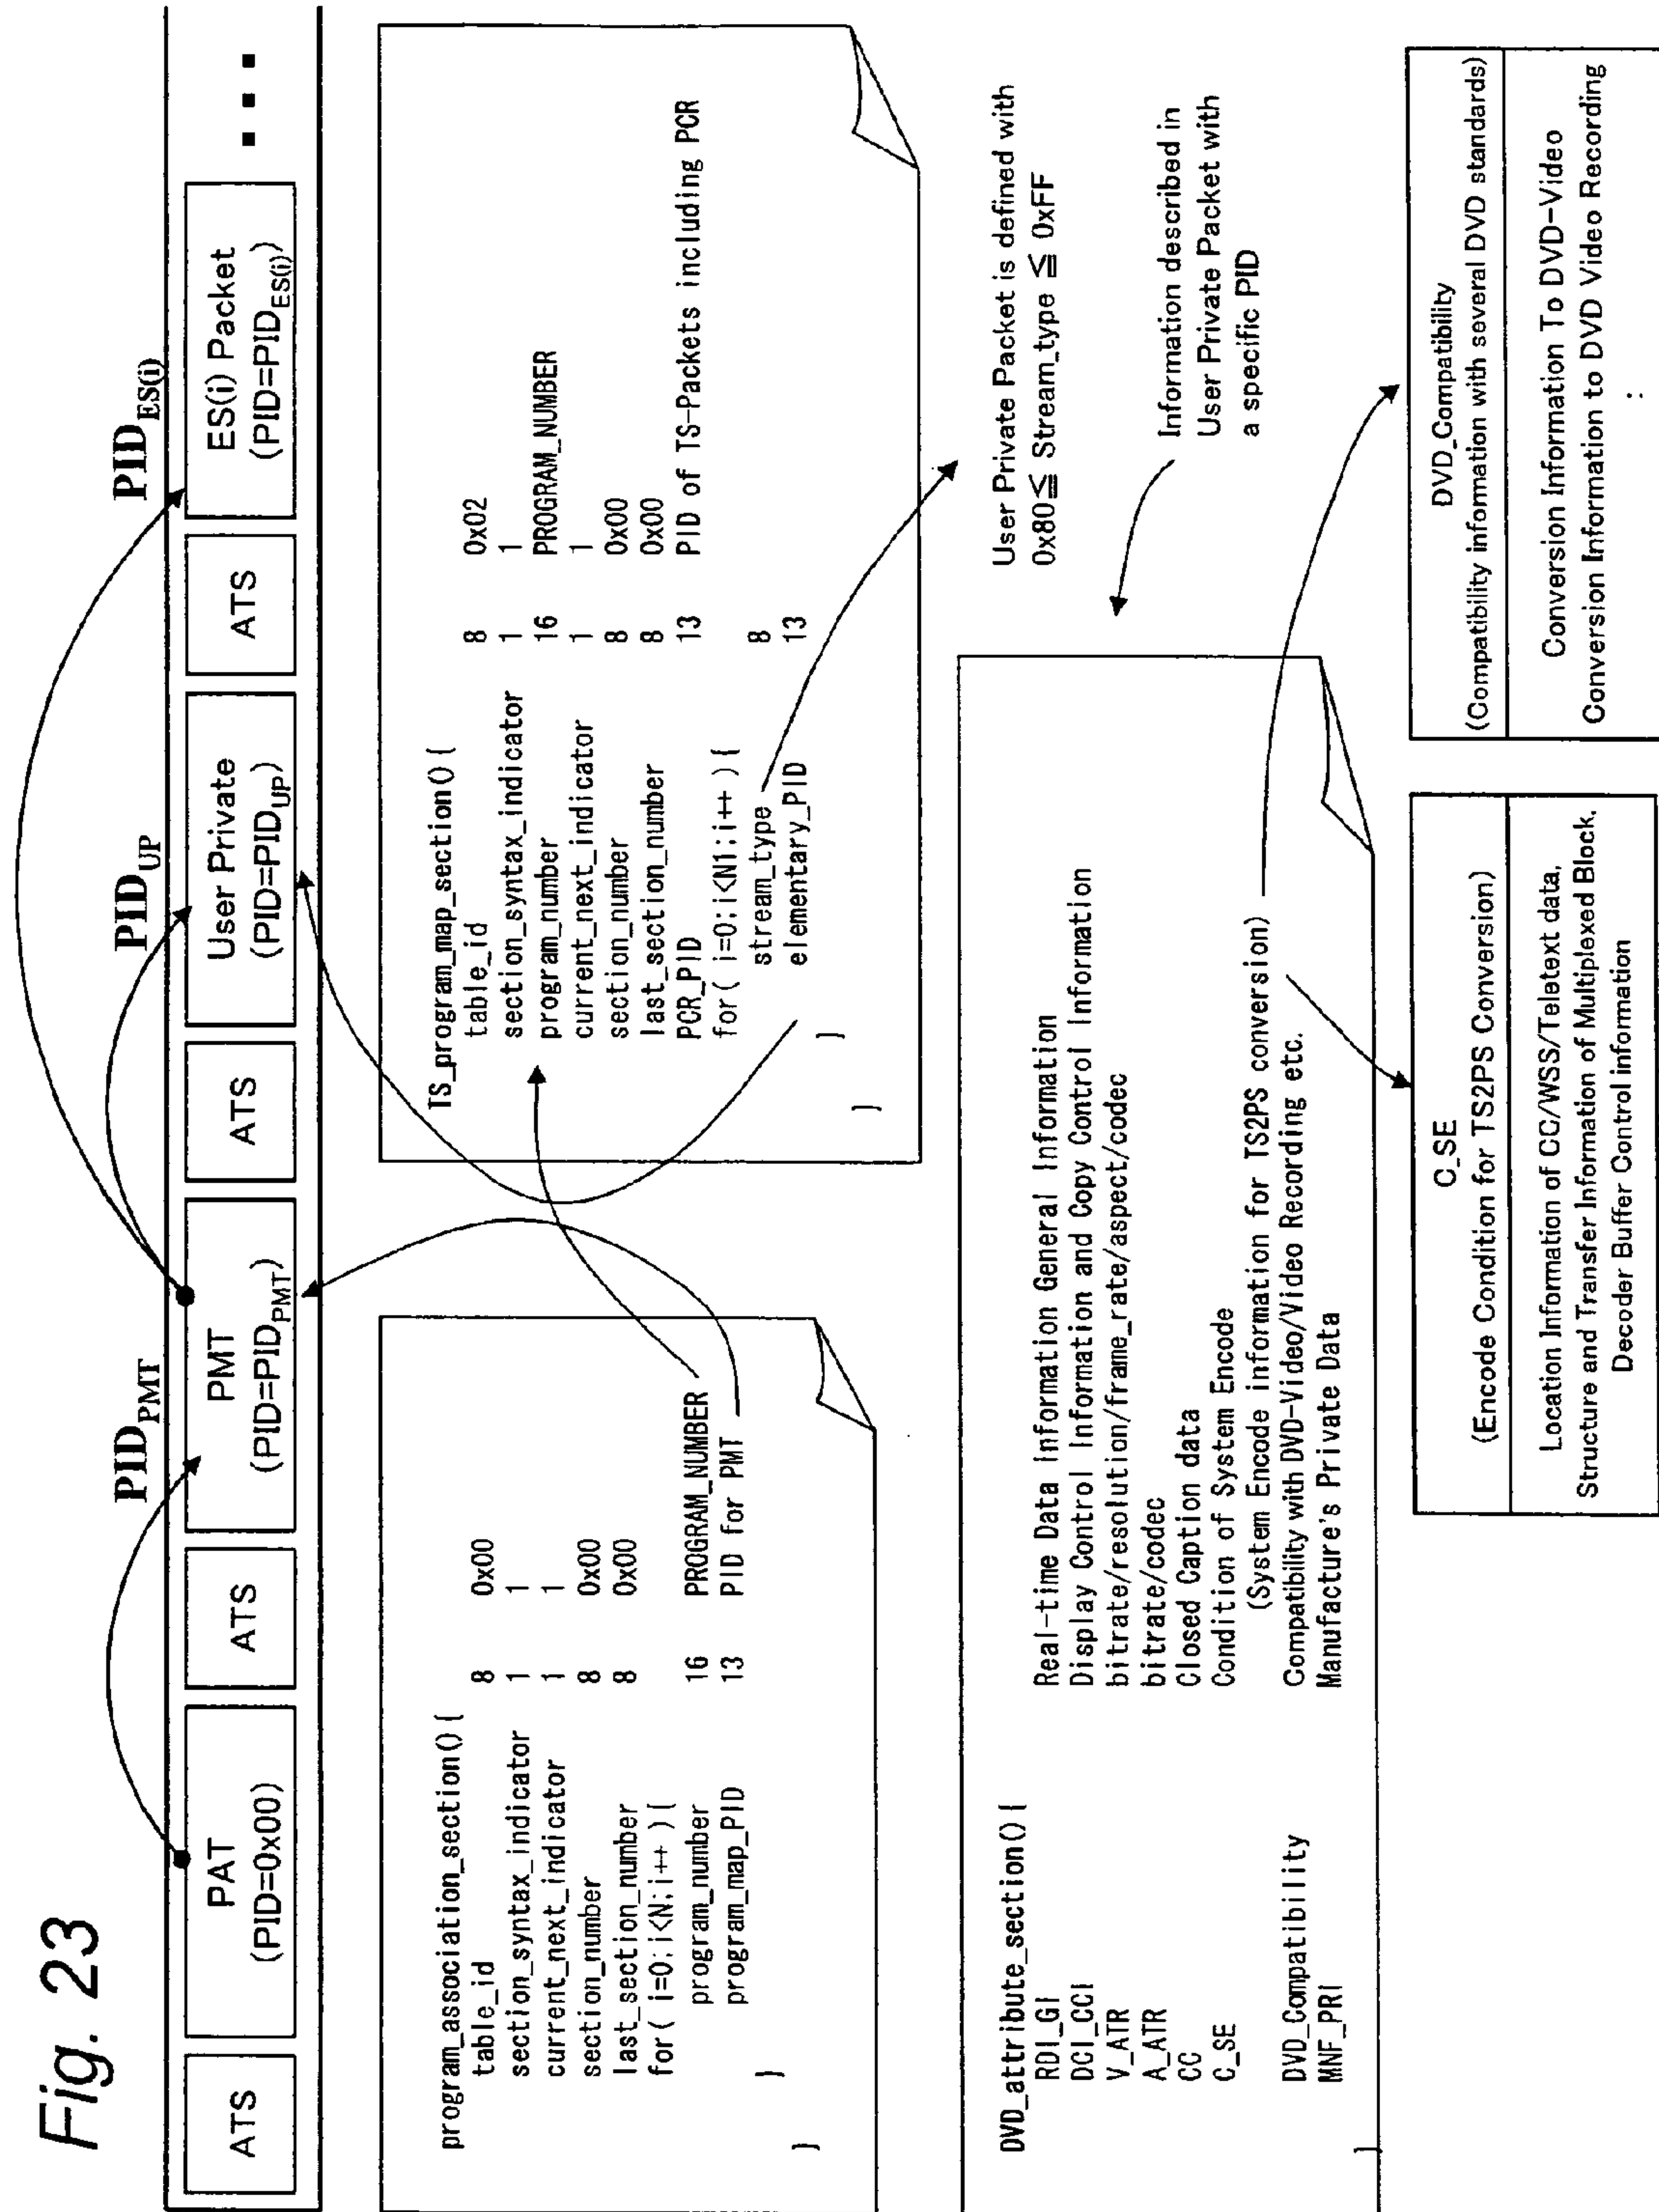 Fig. 23
PID_PMT
PID_UP
PID_ES(i)
ATS
PAT
(PID=0x00)
ATS
PMT
(PID=PID_PMT)
ATS
User Private
(PID=PID_UP)
ATS
ES(i) Packet
(PID=PID_ES(i))
▪ ▪ ▪
program_association_section() {
table_id 8 0x00
section_syntax_indicator 1 1
current_next_indicator 1 1
section_number 8 0x00
last_section_number 8 0x00
for( i=0;i<N;i++ ) {
program_number 16 PROGRAM_NUMBER
program_map_PID 13 PID for PMT
}
}
TS_program_map_section() {
table_id 8 0x02
section_syntax_indicator 1 1
program_number 16 PROGRAM_NUMBER
current_next_indicator 1 1
section_number 8 0x00
last_section_number 8 0x00
PCR_PID 13 PID of TS-Packets including PCR
for( i=0;i<N1;i++ ) {
stream_type 8
elementary_PID 13
}
}
User Private Packet is defined with
0x80≦ Stream_type ≦ 0xFF
Information described in
User Private Packet with
a specific PID
DVD_attribute_section() {
RDI_GI Real-time Data Information General Information
DCI_CCI Display Control Information and Copy Control Information
V_ATR bitrate/resolution/frame_rate/aspect/codec
A_ATR bitrate/codec
CC Closed Caption data
C_SE Condition of System Encode
(System Encode information for TS2PS conversion)
DVD_Compatibility Compatibility with DVD-Video/Video Recording etc.
MNF_PRI Manufacture's Private Data
}
C_SE
(Encode Condition for TS2PS Conversion)
Location Information of CC/WSS/Teletext data,
Structure and Transfer Information of Multiplexed Block,
Decoder Buffer Control information
DVD_Compatibility
(Compatibility information with several DVD standards)
Conversion Information To DVD-Video
Conversion Information to DVD Video Recording
: